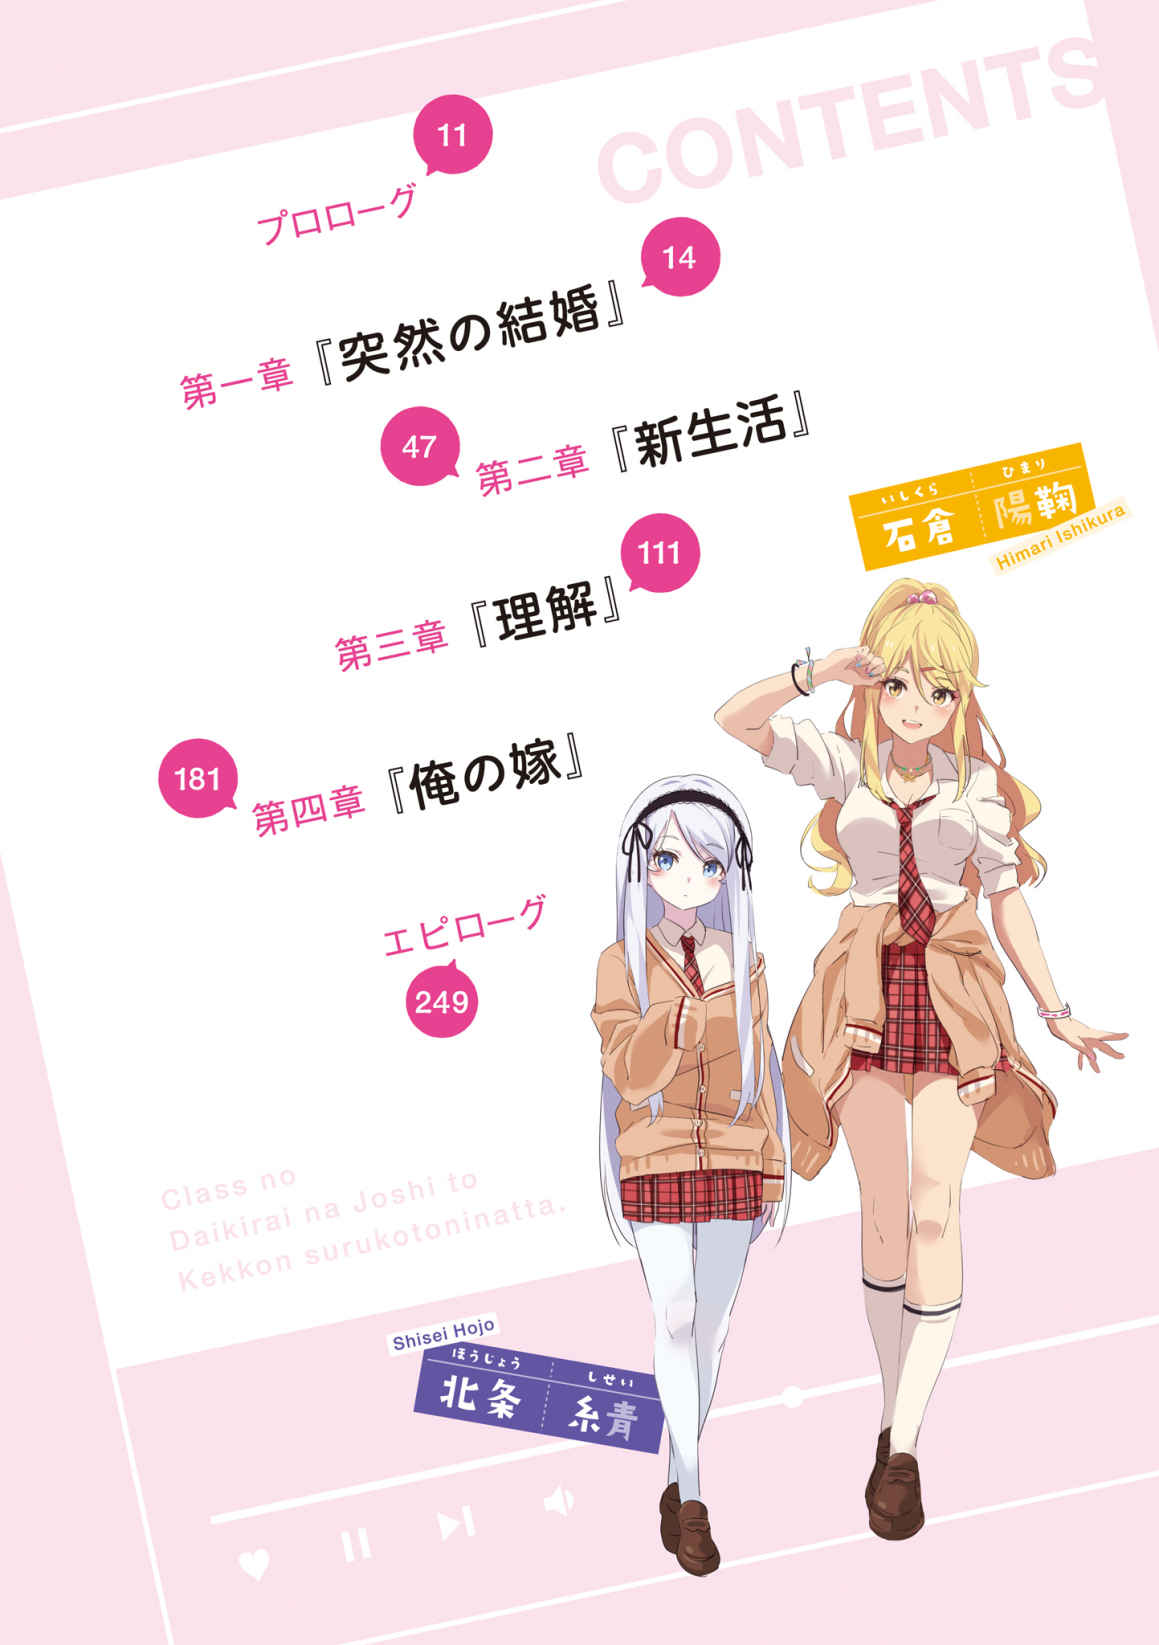 CONTENTS
11
プロローグ
14
第一章『突然の結婚』
47
第二章『新生活』
111
第三章『理解』
181
第四章『俺の嫁』
エピローグ
249
いしくら ひまり
石倉 陽鞠
Himari Ishikura
Class no
Daikirai na Joshi to
Kekkon surukotoninatta.
Shisei Hojo
ほうじょう しせい
北条 糸青